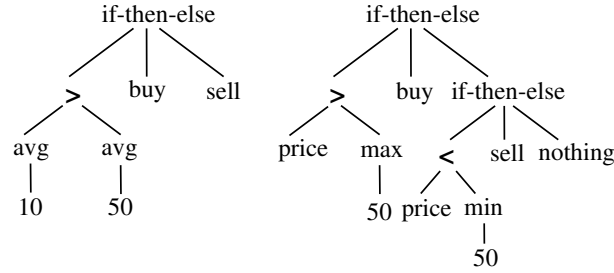 if-then-else if-then-else
> buy sell > buy if-then-else
avg avg price max < sell nothing
10 50 50 price min
50